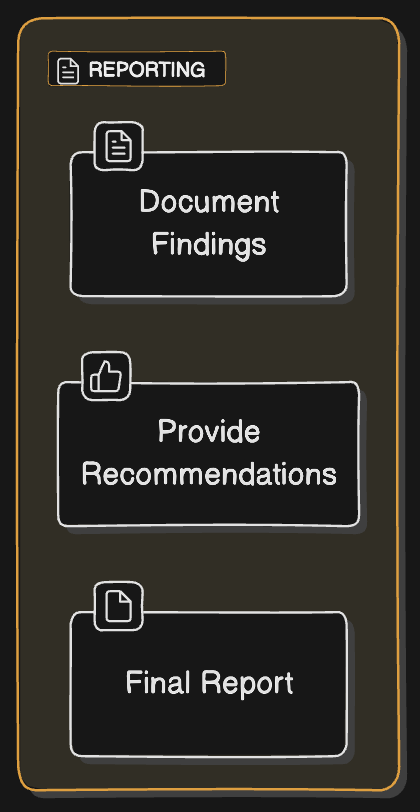 REPORTING
Document
Findings
Provide
Recommendations
Final Report